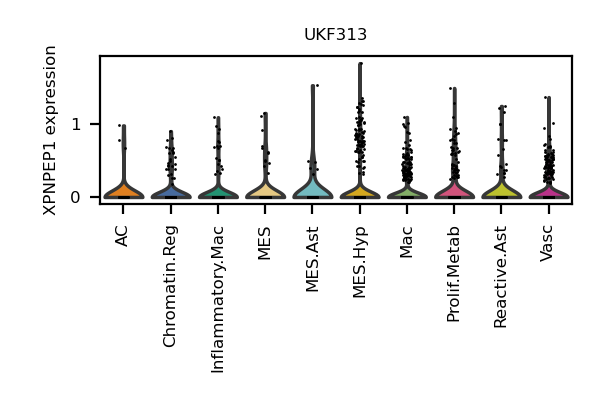 UKF313
XPNPEP1 expression
1
0
AC
Chromatin.Reg
Inflammatory.Mac
MES
MES.Ast
MES.Hyp
Mac
Prolif.Metab
Reactive.Ast
Vasc